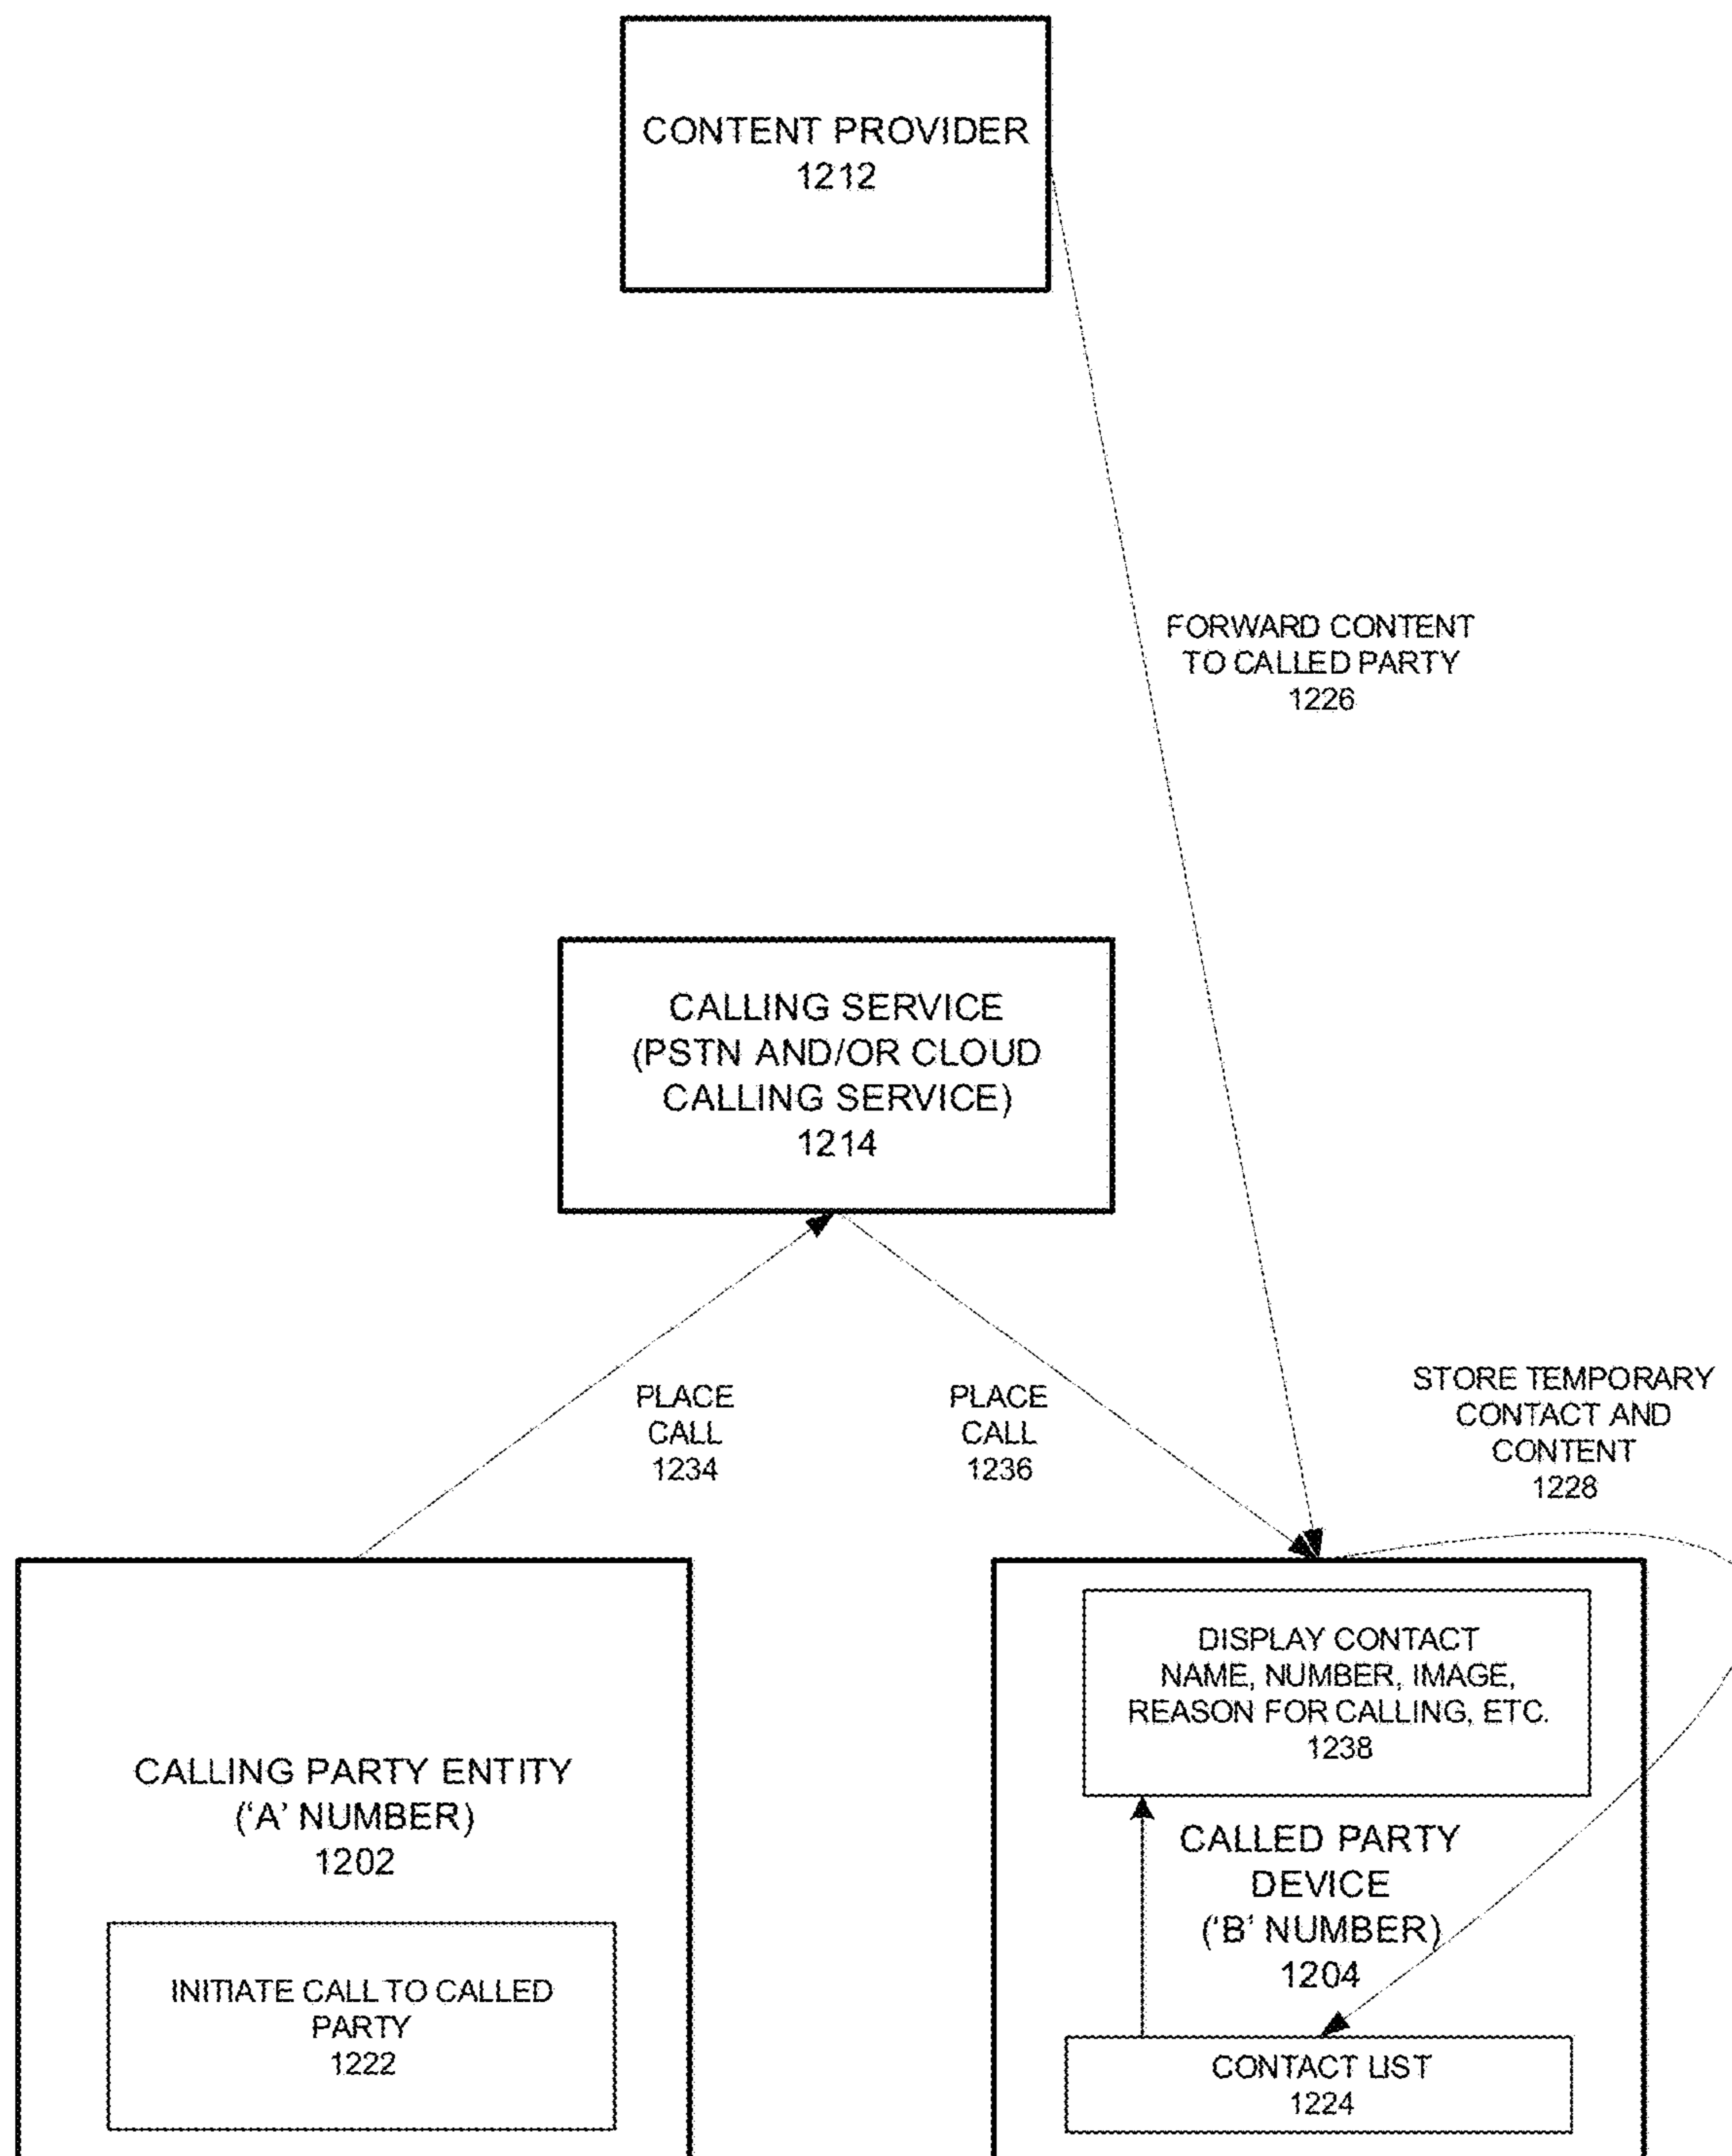 CONTENT PROVIDER
1212
FORWARD CONTENT
TO CALLED PARTY
1226
CALLING SERVICE
(PSTN AND/OR CLOUD
CALLING SERVICE)
1214
PLACE
CALL
1234
PLACE
CALL
1236
STORE TEMPORARY
CONTACT AND
CONTENT
1228
CALLING PARTY ENTITY
('A' NUMBER)
1202
INITIATE CALL TO CALLED
PARTY
1222
DISPLAY CONTACT
NAME, NUMBER, IMAGE,
REASON FOR CALLING, ETC.
1238
CALLED PARTY
DEVICE
('B' NUMBER)
1204
CONTACT LIST
1224